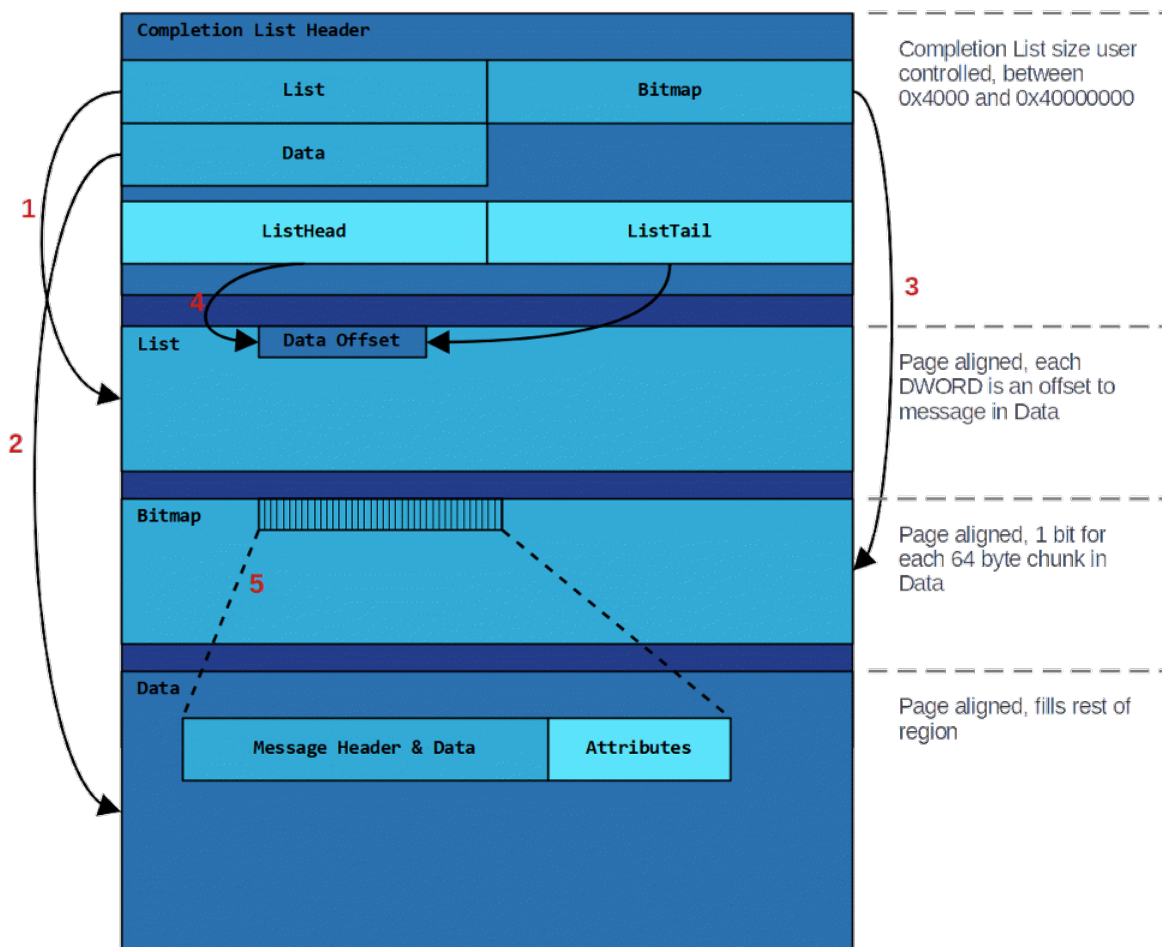 Completion List Header
List
Bitmap
Data
ListHead
ListTail
Completion List size user
controlled, between
0x4000 and 0x40000000
1
2
3
4
List
Data Offset
Page aligned, each
DWORD is an offset to
message in Data
Bitmap
5
Page aligned, 1 bit for
each 64 byte chunk in
Data
Data
Message Header & Data
Attributes
Page aligned, fills rest of
region